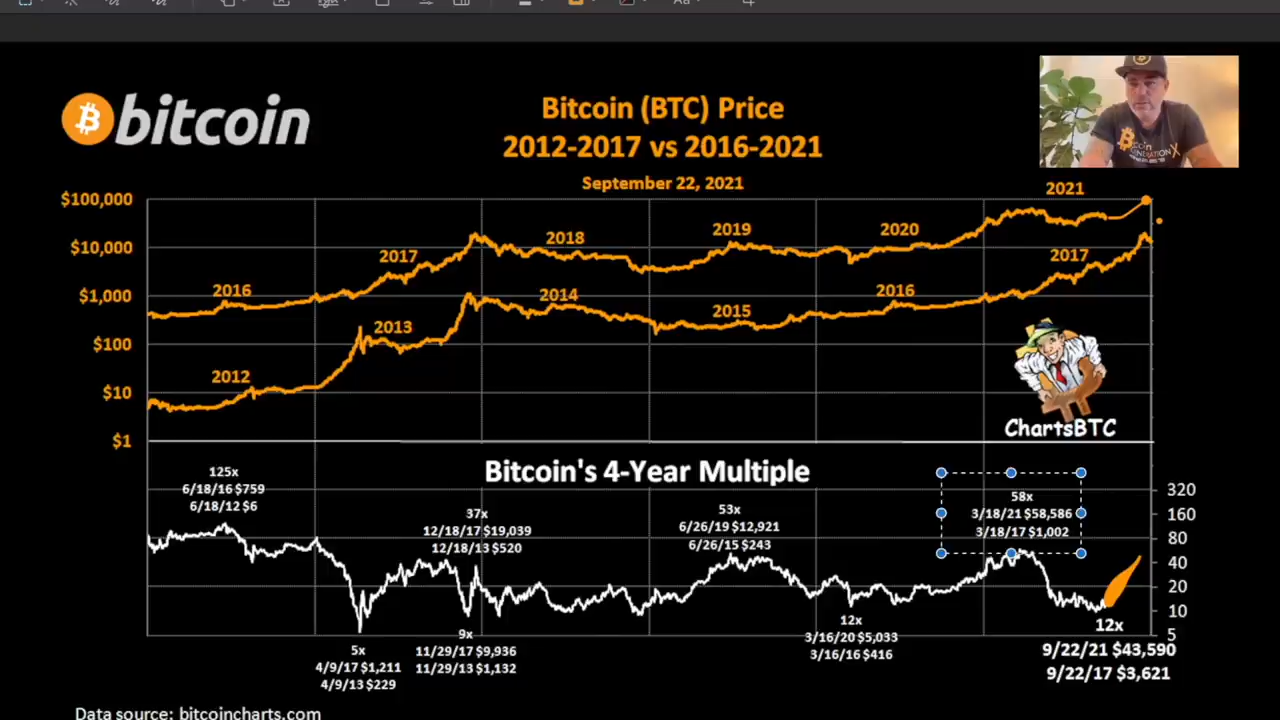 bitcoin
Bitcoin (BTC) Price
2012-2017 vs 2016-2021
September 22, 2021
$100,000
$10,000
$1,000
$100
$10
$1
2016
2017
2018
2019
2020
2021
2012
2013
2014
2015
2016
2017
ChartsBTC
Bitcoin's 4-Year Multiple
125x
6/18/16 $759
6/18/12 $6
37x
12/18/17 $19,039
12/18/13 $520
53x
6/26/19 $12,921
6/26/15 $243
58x
3/18/21 $58,586
3/18/17 $1,002
320
160
80
40
20
10
5
5x
4/9/17 $1,211
4/9/13 $229
9x
11/29/17 $9,936
11/29/13 $1,132
12x
3/16/20 $5,033
3/16/16 $416
12x
9/22/21 $43,590
9/22/17 $3,621
Data source: bitcoincharts.com